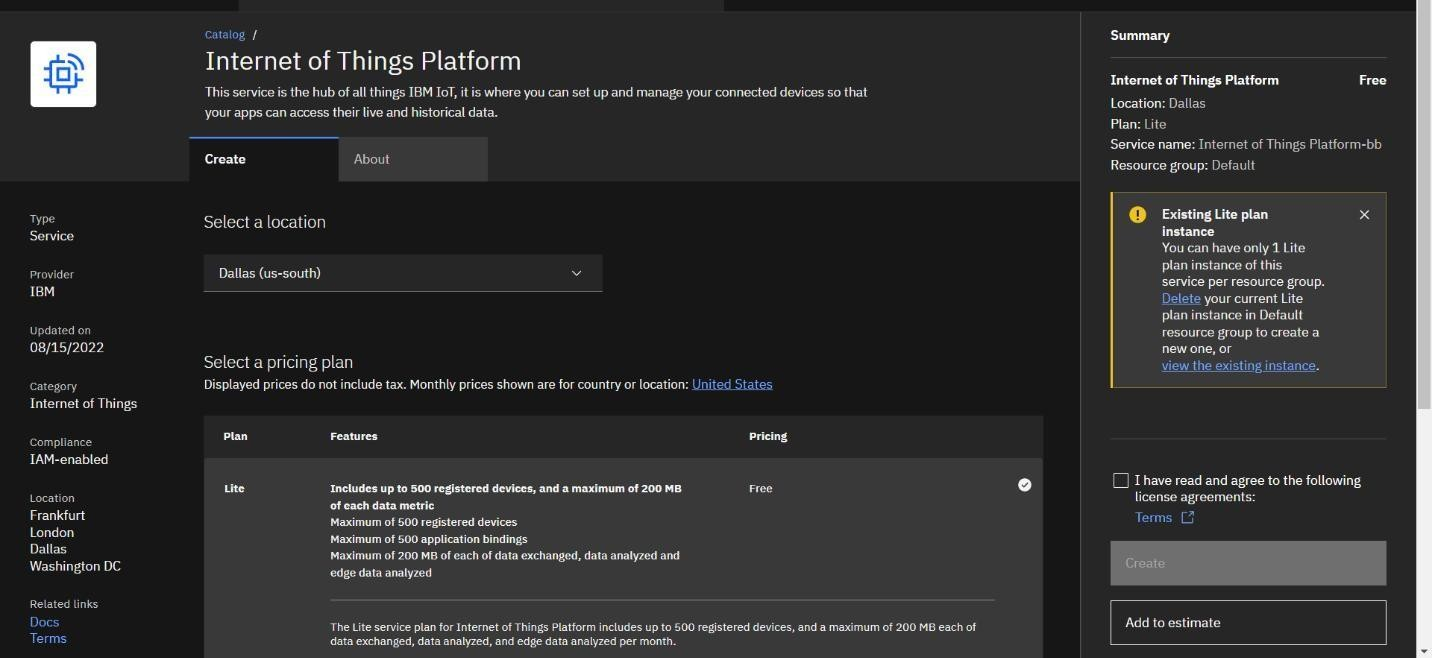 Catalog /
Internet of Things Platform
This service is the hub of all things IBM IoT, it is where you can set up and manage your connected devices so that
your apps can access their live and historical data.
Create
About
Type
Service
Provider
IBM
Updated on
08/15/2022
Category
Internet of Things
Compliance
IAM-enabled
Location
Frankfurt
London
Dallas
Washington DC
Related links
Docs
Terms
Select a location
Dallas (us-south)
Select a pricing plan
Displayed prices do not include tax. Monthly prices shown are for country or location: United States
Plan Features Pricing
Lite
Includes up to 500 registered devices, and a maximum of 200 MB
of each data metric
Maximum of 500 registered devices
Maximum of 500 application bindings
Maximum of 200 MB of each of data exchanged, data analyzed and
edge data analyzed
Free
The Lite service plan for Internet of Things Platform includes up to 500 registered devices, and a maximum of 200 MB each of
data exchanged, data analyzed, and edge data analyzed per month.
Summary
Internet of Things Platform Free
Location: Dallas
Plan: Lite
Service name: Internet of Things Platform-bb
Resource group: Default
Existing Lite plan
instance
You can have only 1 Lite
plan instance of this
service per resource group.
Delete your current Lite
plan instance in Default
resource group to create a
new one, or
view the existing instance.
I have read and agree to the following
license agreements:
Terms
Create
Add to estimate